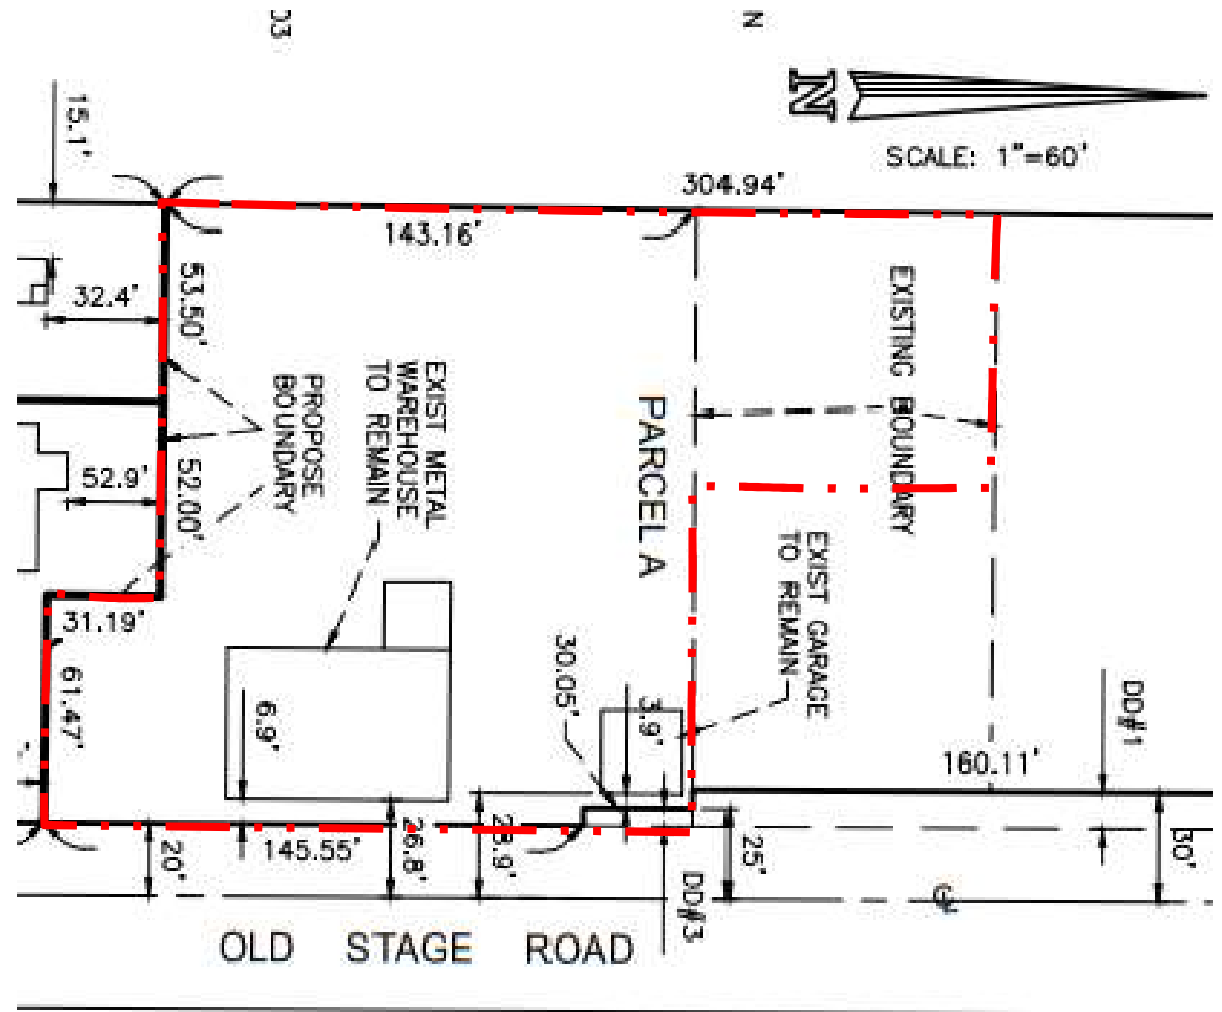 03
N
N
SCALE: 1"=60'
15.1'
304.94'
143.16'
53.50'
32.4'
EXISTING BOUNDARY
PROPOSE
BOUNDARY
EXIST METAL
WAREHOUSE
TO REMAIN
PARCEL A
52.9'
52.00'
EXIST GARAGE
TO REMAIN
31.19'
61.47'
30.05'
3.9'
6.9'
DD#1
160.11'
145.55'
20'
26.8'
28.9'
25'
30'
DD#3
OLD STAGE ROAD